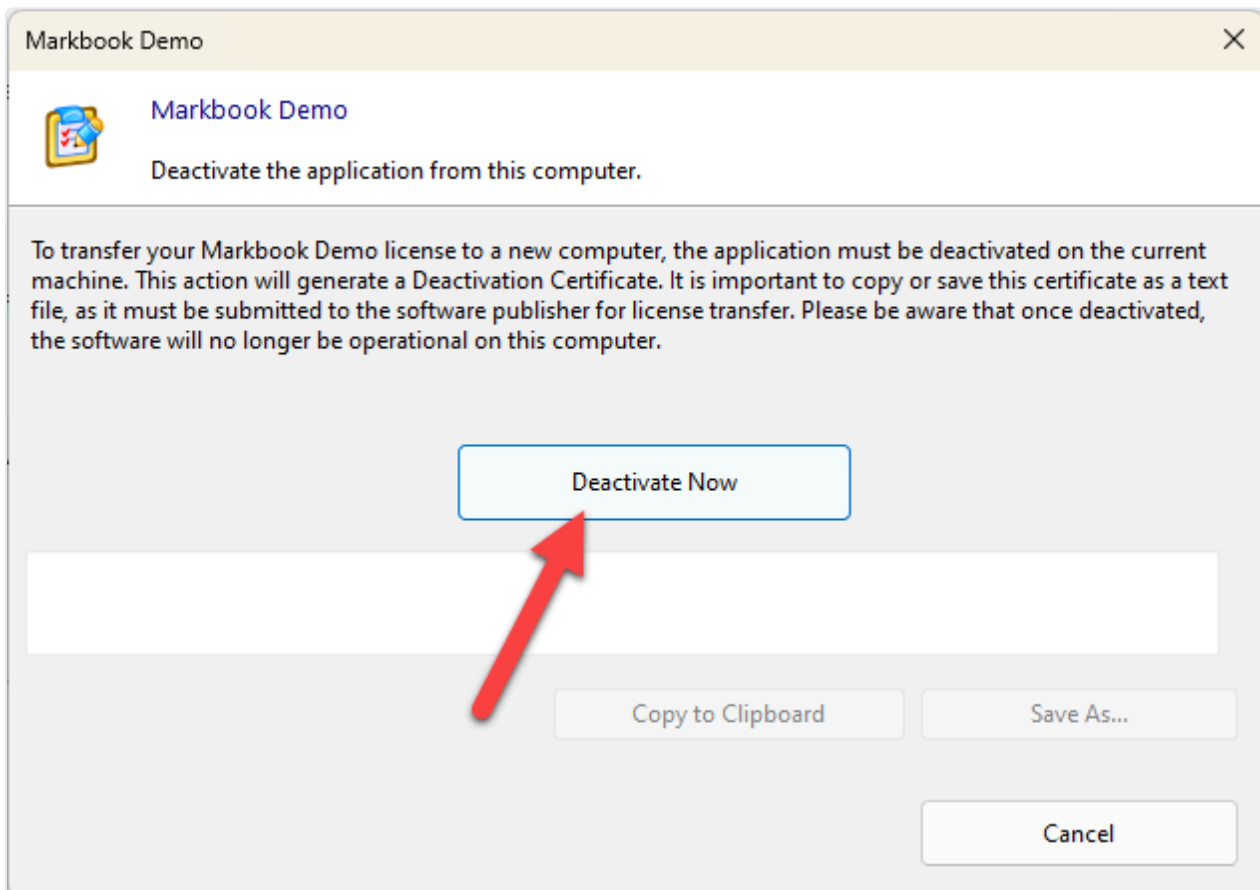 Markbook Demo
Markbook Demo
Deactivate the application from this computer.
To transfer your Markbook Demo license to a new computer, the application must be deactivated on the current
machine. This action will generate a Deactivation Certificate. It is important to copy or save this certificate as a text
file, as it must be submitted to the software publisher for license transfer. Please be aware that once deactivated,
the software will no longer be operational on this computer.
Deactivate Now
Copy to Clipboard
Save As...
Cancel